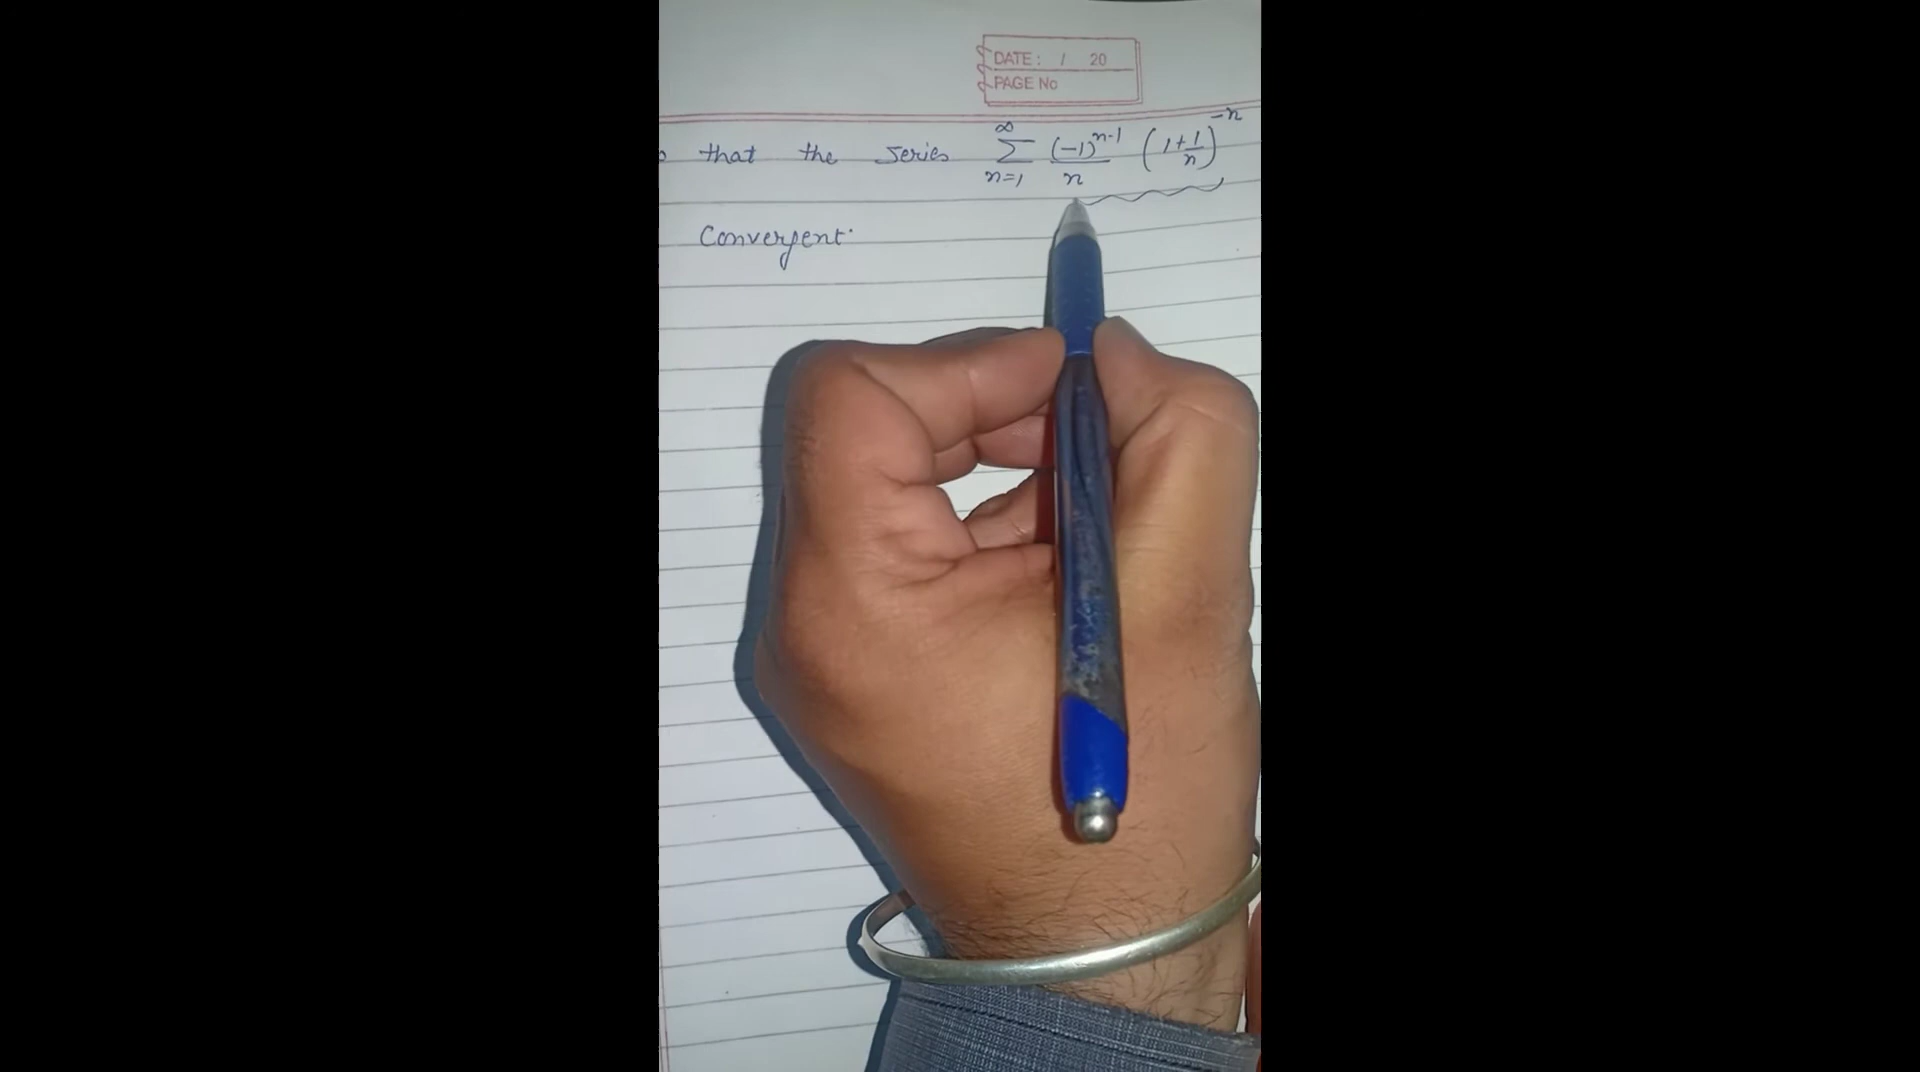 DATE: / 20
PAGE No
that the series ∞ Σ n=1 (-1)^{n-1}/n (1+1/n)^{-n}
Convergent.